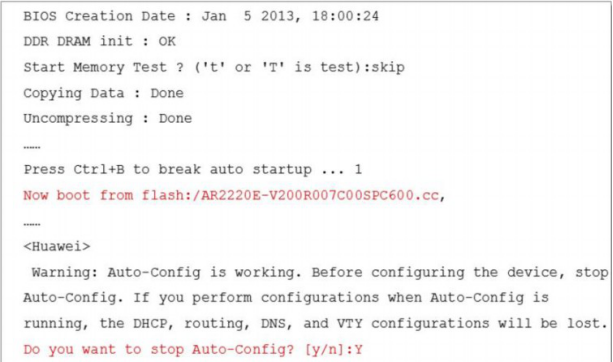 BIOS Creation Date : Jan  5 2013, 18:00:24
DDR DRAM init : OK
Start Memory Test ? ('t' or 'T' is test):skip
Copying Data : Done
Uncompressing : Done
……
Press Ctrl+B to break auto startup ... 1
Now boot from flash:/AR2220E-V200R007C00SPC600.cc,
……
<Huawei>
Warning: Auto-Config is working. Before configuring the device, stop
Auto-Config. If you perform configurations when Auto-Config is
running, the DHCP, routing, DNS, and VTY configurations will be lost.
Do you want to stop Auto-Config? [y/n]:Y